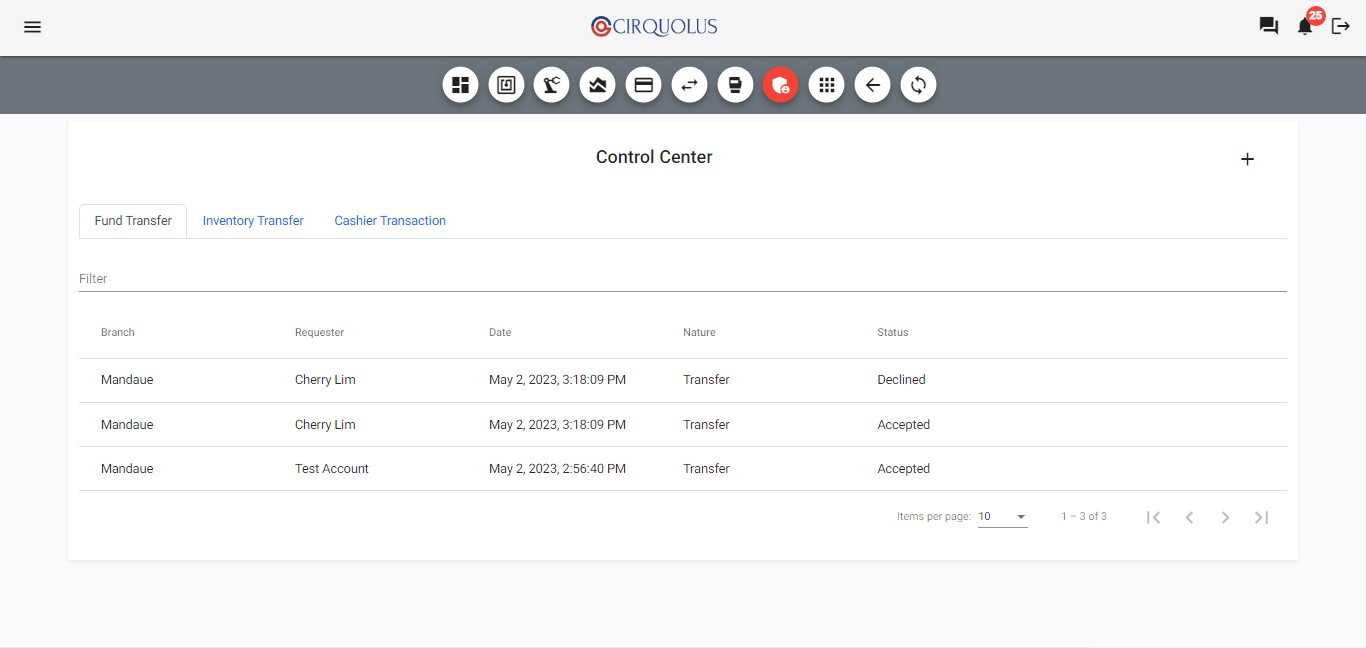 CIRQUOLUS
25
Control Center
Fund Transfer Inventory Transfer Cashier Transaction
Filter
Branch Requester Date Nature Status
Mandaue Cherry Lim May 2, 2023, 3:18:09 PM Transfer Declined
Mandaue Cherry Lim May 2, 2023, 3:18:09 PM Transfer Accepted
Mandaue Test Account May 2, 2023, 2:56:40 PM Transfer Accepted
Items per page: 10 1 – 3 of 3